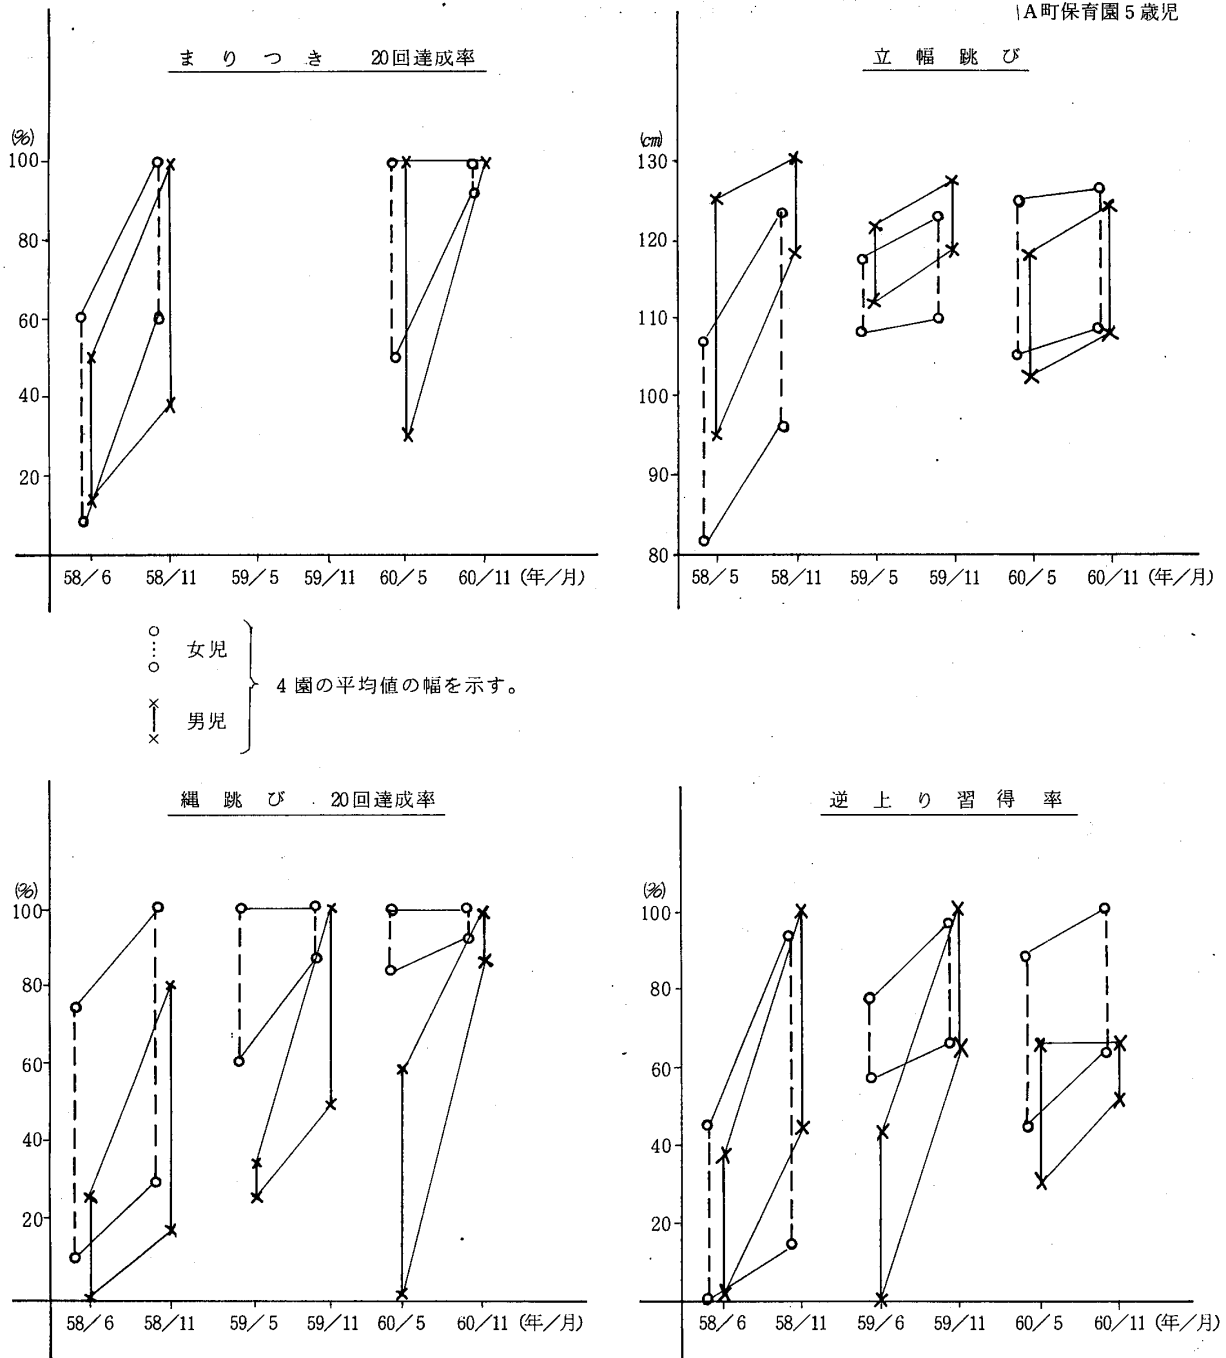 A町保育園5歳児
まりつき 20回達成率
(%)
100
80
60
40
20
58/6 58/11 59/5 59/11 60/5 60/11 (年/月)
立幅跳び
(cm)
130
120
110
100
90
80
58/5 58/11 59/5 59/11 60/5 60/11 (年/月)
女児
男児
4園の平均値の幅を示す。
縄跳び 20回達成率
(%)
100
80
60
40
20
58/6 58/11 59/5 59/11 60/5 60/11 (年/月)
逆上り習得率
(%)
100
80
60
40
20
58/6 58/11 59/6 59/11 60/5 60/11 (年/月)